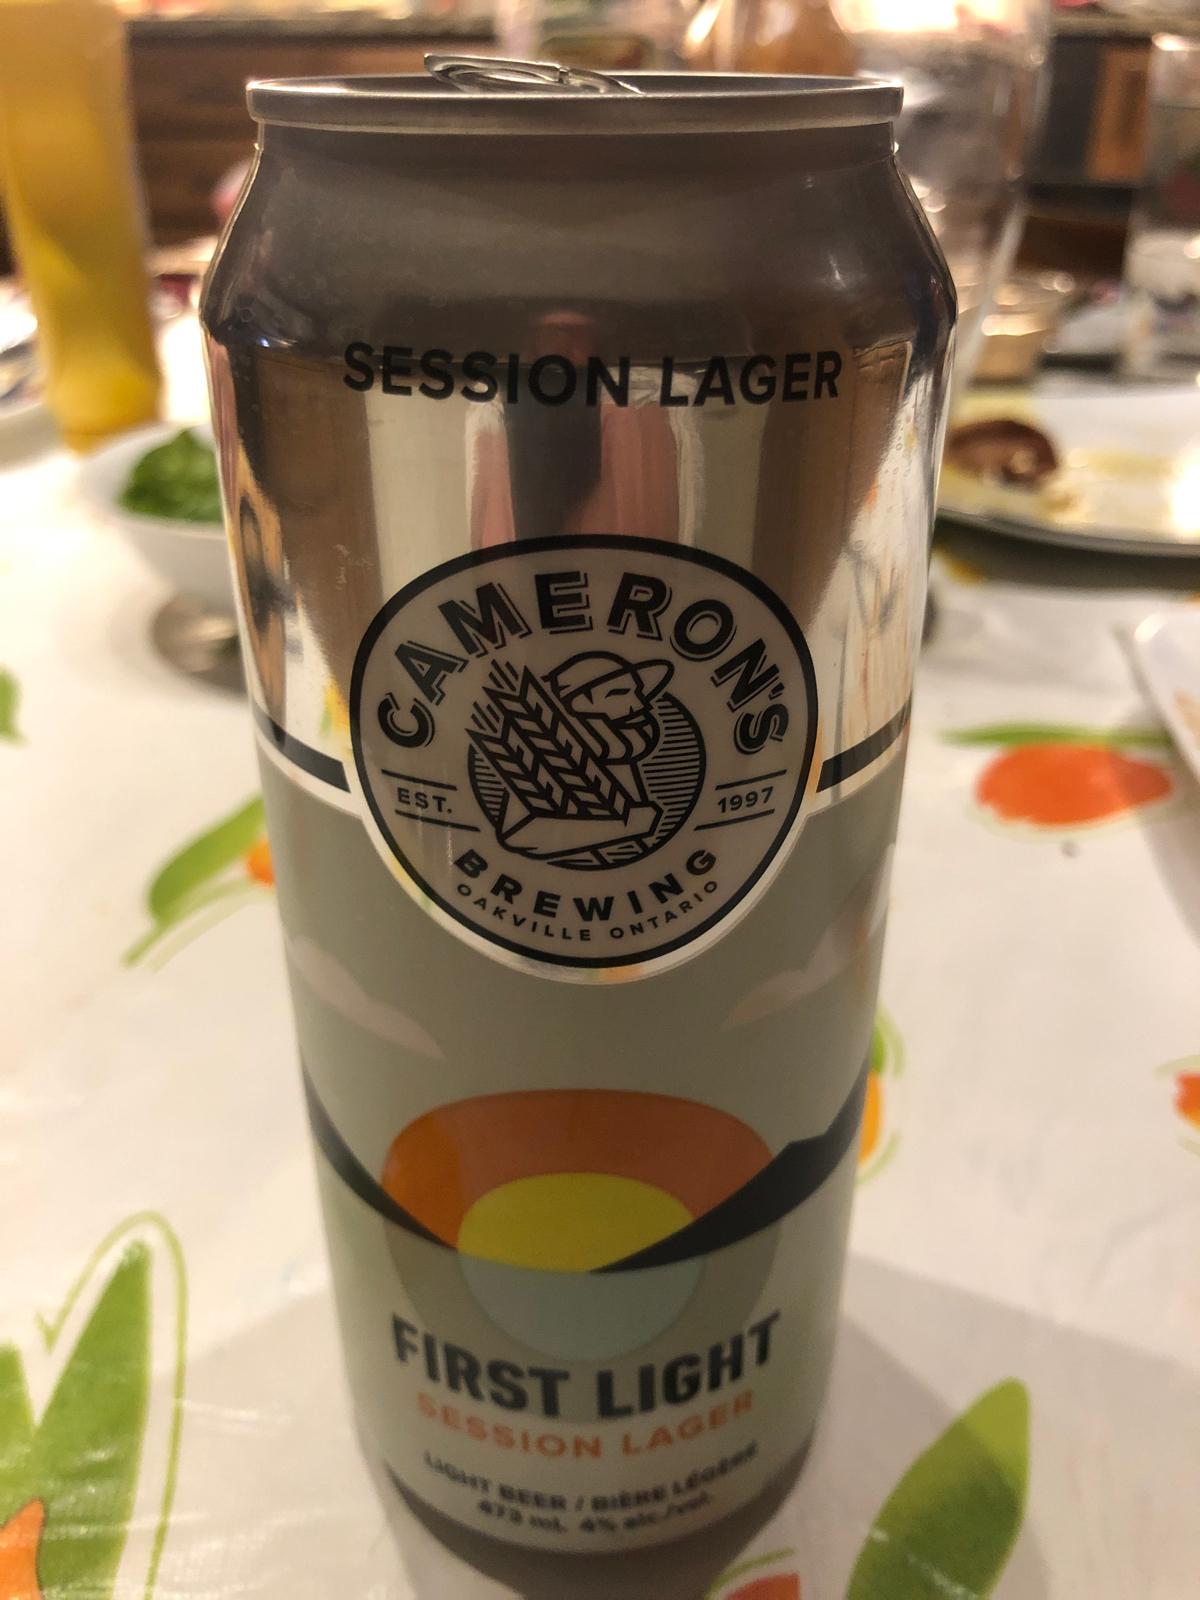 SESSION LAGER
CAMERON'S
EST. 1997
BREWING
OAKVILLE ONTARIO
FIRST LIGHT
SESSION LAGER
LIGHT BEER / BIÈRE LÉGÈRE
473 mL 4% alc./vol.